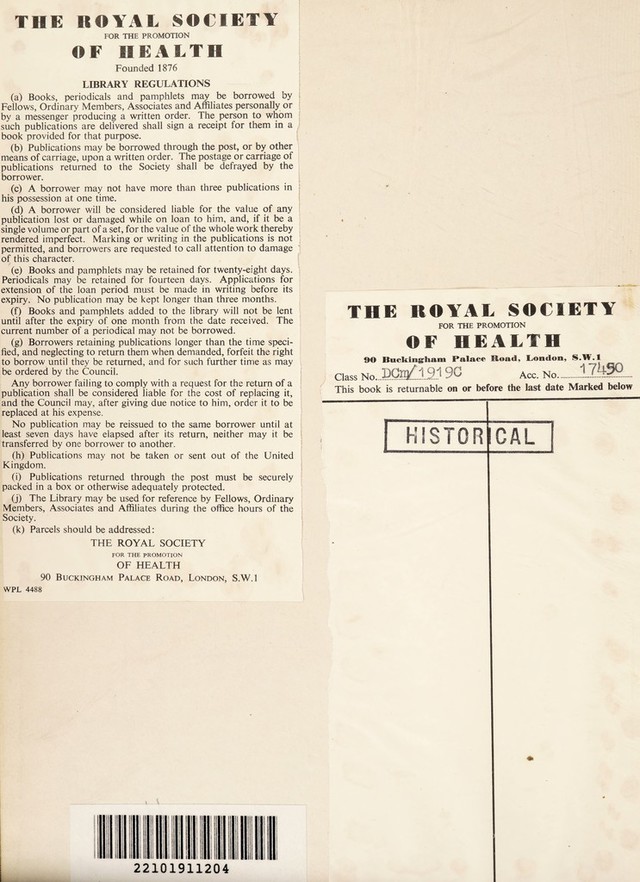 THE ROYAL SOCIETY
FOR THE PROMOTION
OF HEALTH
Founded 1876
LIBRARY REGULATIONS
(a) Books, periodicals and pamphlets may be borrowed by
Fellows, Ordinary Members, Associates and Affiliates personally or
by a messenger producing a written order. The person to whom
such publications are delivered shall sign a receipt for them in a
book provided for that purpose.
(b) Publications may be borrowed through the post, or by other
means of carriage, upon a written order. The postage or carriage of
publications returned to the Society shall be defrayed by the
borrower.
(c) A borrower may not have more than three publications in
his possession at one time.
(d) A borrower will be considered liable for the value of any
publication lost or damaged while on loan to him, and, if it be a
single volume or part of a set, for the value of the whole work thereby
rendered imperfect. Marking or writing in the publications is not
permitted, and borrowers are requested to call attention to damage
of this character.
(e) Books and pamphlets may be retained for twenty-eight days.
Periodicals may be retained for fourteen days. Applications for
extension of the loan period must be made in writing before its
expiry. No publication may be kept longer than three months.
(f) Books and pamphlets added to the library will not be lent
until after the expiry of one month from the date received. The
current number of a periodical may not be borrowed.
(g) Borrowers retaining publications longer than the time speci-
fied, and neglecting to return them when demanded, forfeit the right
to borrow until they be returned, and for such further time as may
be ordered by the Council.
Any borrower failing to comply with a request for the return of a
publication shall be considered liable for the cost of replacing it,
and the Council may, after giving due notice to him, order it to be
replaced at his expense.
No publication may be reissued to the same borrower until at
least seven days have elapsed after its return, neither may it be
transferred by one borrower to another.
(h) Publications may not be taken or sent out of the United
Kingdom.
(i) Publications returned through the post must be securely
packed in a box or otherwise adequately protected.
(j) The Library may be used for reference by Fellows, Ordinary
Members, Associates and Affiliates during the office hours of the
Society.
(k) Parcels should be addressed:
THE ROYAL SOCIETY
FOR THE PROMOTION
OF HEALTH
90 BUCKINGHAM PALACE ROAD, LONDON, S.W.1
WPL 4488
22101911204
THE ROYAL SOCIETY
FOR THE PROMOTION
OF HEALTH
90 Buckingham Palace Road, London, S.W.1
Class No. DCm/1919C Acc. No. 17450
This book is returnable on or before the last date Marked below
HISTORICAL